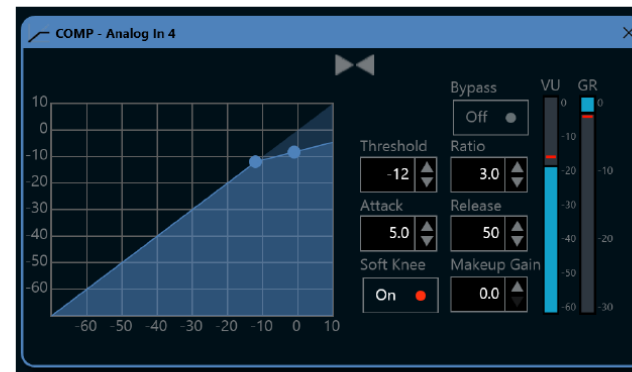 COMP - Analog In 4
Bypass
VU GR
Off
Threshold Ratio
-12 3.0
Attack Release
5.0 50
Soft Knee Makeup Gain
On 0.0
10
0
-10
-20
-30
-40
-50
-60
-60 -50 -40 -30 -20 -10 0 10
0
-10
-20
-30
-40
-50
-60
0
-10
-20
-30